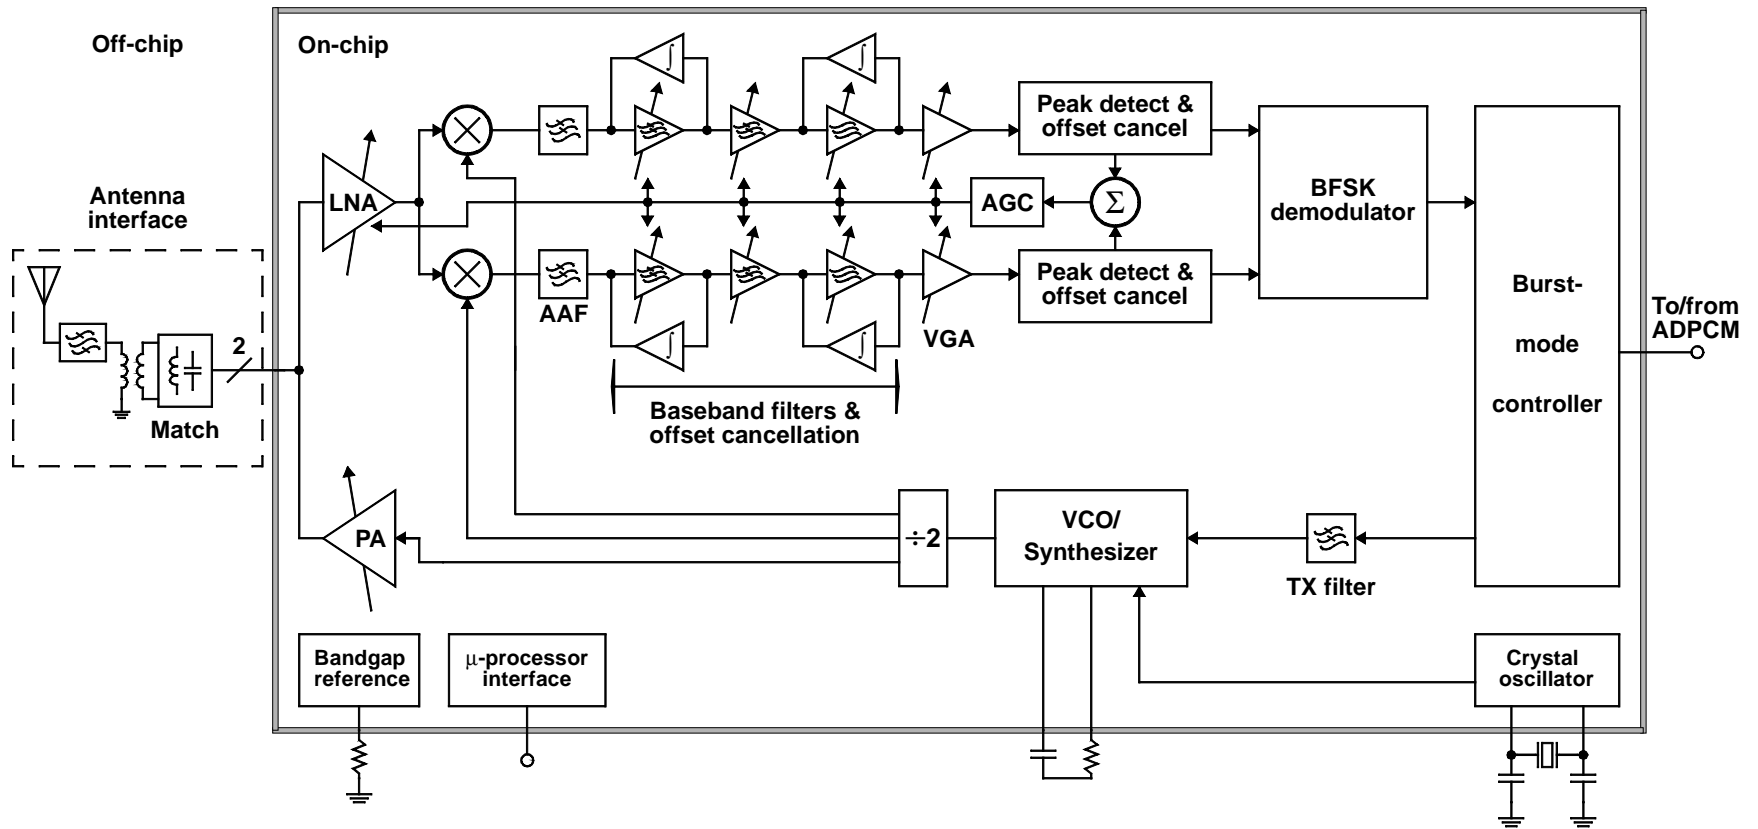 Off-chip
On-chip
∫
∫
Peak detect &
offset cancel
LNA
Antenna
interface
AGC
Σ
BFSK
demodulator
AAF
Peak detect &
offset cancel
Burst-
mode
controller
To/from
ADPCM
2
∫
∫
VGA
Match
Baseband filters &
offset cancellation
PA
÷2
VCO/
Synthesizer
TX filter
Bandgap
reference
μ-processor
interface
Crystal
oscillator